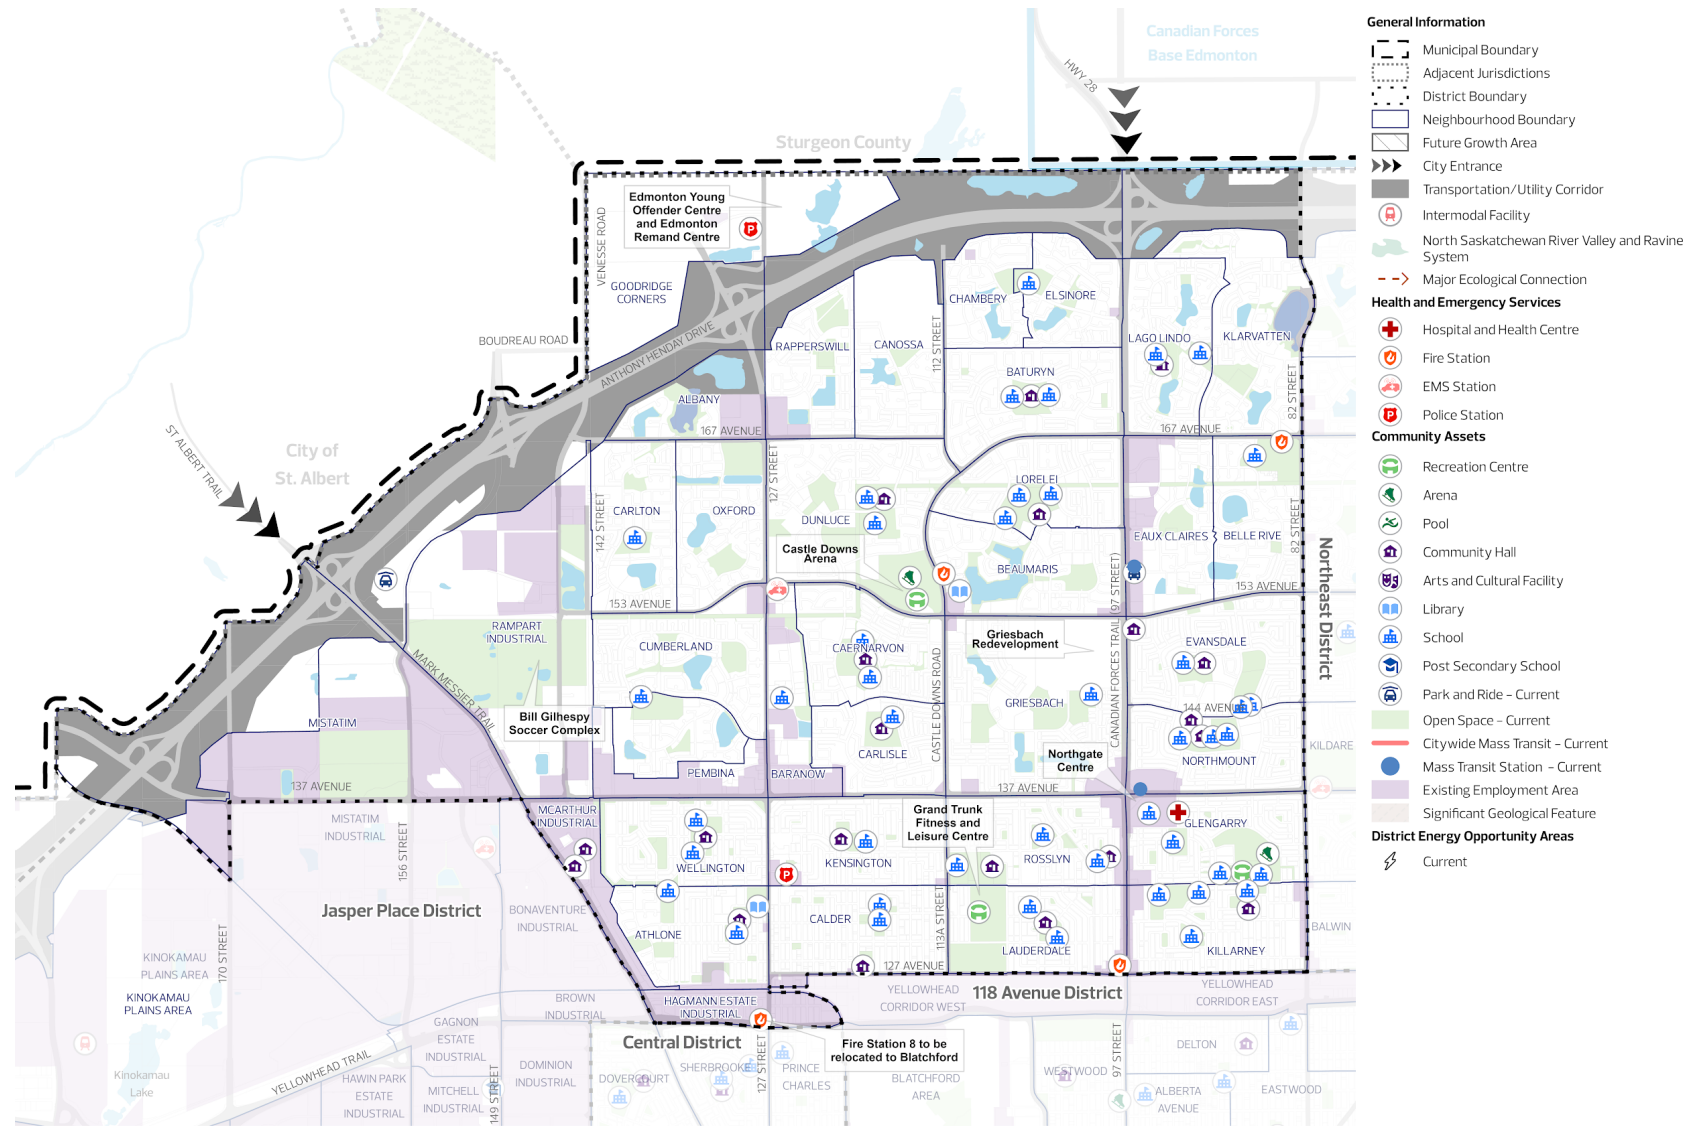 Canadian Forces
Base Edmonton
HWY 28
Sturgeon County
Edmonton Young
Offender Centre
and Edmonton
Remand Centre
VENESSE ROAD
GOODRIDGE
CORNERS
CHAMBERY
ELSINORE
BOUDREAU ROAD
ANTHONY HENDAY DRIVE
RAPPERSWILL
CANOSSA
112 STREET
LAGO LINDO
KLARVATTEN
BATURYN
82 STREET
ALBANY
167 AVENUE
167 AVENUE
ST ALBERT TRAIL
City of
St. Albert
127 STREET
142 STREET
CARLTON
OXFORD
DUNLUCE
LORELEI
EAUX CLAIRES
BELLE RIVE
82 STREET
Castle Downs
Arena
BEAUMARIS
153 AVENUE
153 AVENUE
Northeast District
RAMPART
INDUSTRIAL
CUMBERLAND
CAERNARVON
Griesbach
Redevelopment
CANADIAN FORCES TRAIL (97 STREET)
EVANSDALE
MARK MESSIER TRAIL
CASTLE DOWNS ROAD
GRIESBACH
144 AVENUE
MISTATIM
Bill Gilhespy
Soccer Complex
CARLISLE
Northgate
Centre
NORTHMOUNT
KILDARE
PEMBINA
BARANOW
137 AVENUE
137 AVENUE
MISTATIM
INDUSTRIAL
156 STREET
MCARTHUR
INDUSTRIAL
WELLINGTON
KENSINGTON
Grand Trunk
Fitness and
Leisure Centre
ROSSLYN
GLENGARRY
Jasper Place District
BONAVENTURE
INDUSTRIAL
ATHLONE
CALDER
113A STREET
LAUDERDALE
KILLARNEY
BALWIN
170 STREET
KINOKAMAU
PLAINS AREA
KINOKAMAU
PLAINS AREA
127 AVENUE
BROWN
INDUSTRIAL
HAGMANN ESTATE
INDUSTRIAL
YELLOWHEAD
CORRIDOR WEST
118 Avenue District
YELLOWHEAD
CORRIDOR EAST
Central District
Fire Station 8 to be
relocated to Blatchford
GAGNON
ESTATE
INDUSTRIAL
YELLOWHEAD TRAIL
Kinokamau
Lake
HAWIN PARK
ESTATE
INDUSTRIAL
MITCHELL
INDUSTRIAL
149 STREET
DOMINION
INDUSTRIAL
DOVERCOURT
SHERBROOKE
127 STREET
PRINCE
CHARLES
BLATCHFORD
AREA
WESTWOOD
97 STREET
DELTON
ALBERTA
AVENUE
EASTWOOD
General Information
Municipal Boundary
Adjacent Jurisdictions
District Boundary
Neighbourhood Boundary
Future Growth Area
City Entrance
Transportation/Utility Corridor
Intermodal Facility
North Saskatchewan River Valley and Ravine
System
Major Ecological Connection
Health and Emergency Services
Hospital and Health Centre
Fire Station
EMS Station
Police Station
Community Assets
Recreation Centre
Arena
Pool
Community Hall
Arts and Cultural Facility
Library
School
Post Secondary School
Park and Ride – Current
Open Space – Current
Citywide Mass Transit – Current
Mass Transit Station – Current
Existing Employment Area
Significant Geological Feature
District Energy Opportunity Areas
Current